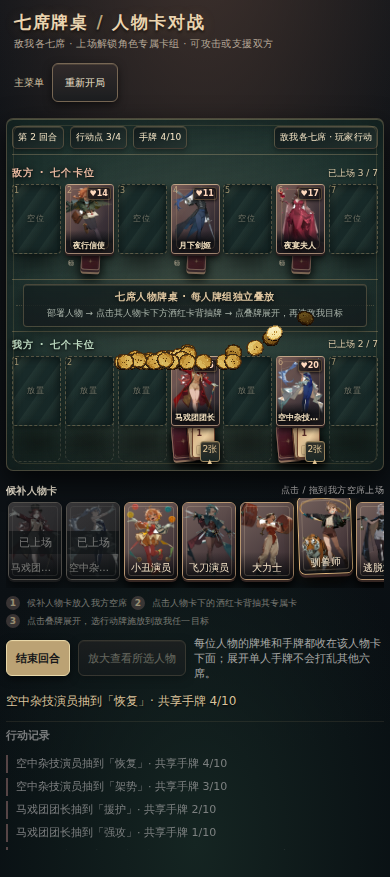 七席牌桌 / 人物卡对战
敌我各七席 · 上场解锁角色专属卡组 · 可攻击或支援双方
主菜单 重新开局
第 2 回合 行动点 3/4 手牌 4/10 敌我各七席 · 玩家行动
敌方 · 七个卡位 已上场 3 / 7
1 2 ♥14 3 4 ♥11 5 6 ♥17 7
空位 空位 空位 空位
夜行信使 月下剑姬 夜宴夫人
七席人物牌桌 · 每人牌组独立叠放
部署人物 → 点击其人物卡下方酒红卡背抽牌 → 点叠牌展开，再 敌我目标
我方 · 七个卡位 已上场 2 / 7
1 2 6 ♥20 7
放置 放置 放置 放置 放置
马戏团团长 空中杂技…
1 1
2张 2张
候补人物卡 点击 / 拖到我方空席上场
已上场 已上场
马戏团… 空中杂… 小丑演员 飞刀演员 大力士 驯兽师 逃脱
1 候补人物卡放入我方空席 2 点击人物卡下的酒红卡背抽其专属卡
3 点击叠牌展开，选行动牌施放到我敌任一目标
结束回合 放大查看所选人物 每位人物的牌堆和手牌都收在该人物卡下面；展开单人手牌不会打乱其他六席。
空中杂技演员抽到「恢复」· 共享手牌 4/10
行动记录
空中杂技演员抽到「恢复」· 共享手牌 4/10
空中杂技演员抽到「架势」· 共享手牌 3/10
马戏团团长抽到「援护」· 共享手牌 2/10
马戏团团长抽到「强攻」· 共享手牌 1/10